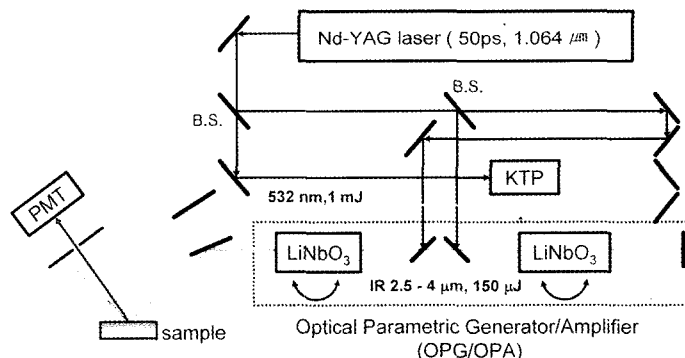 Nd-YAG laser ( 50ps, 1.064 ㎛ )
B.S.
B.S.
PMT
KTP
532 nm,1 mJ
LiNbO₃
LiNbO₃
IR 2.5 - 4 μm, 150 μJ
sample
Optical Parametric Generator/Amplifier
(OPG/OPA)